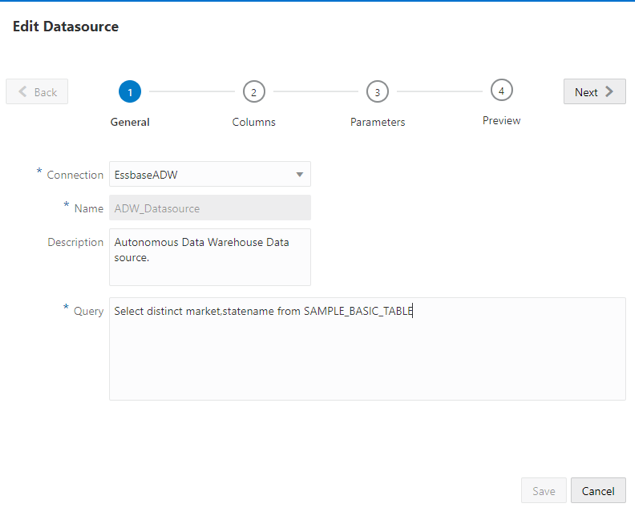 Edit Datasource
Back
1
2
3
4
Next
General
Columns
Parameters
Preview
* Connection EssbaseADW
* Name ADW_Datasource
Description Autonomous Data Warehouse Data
source.
* Query Select distinct market,statename from SAMPLE_BASIC_TABLE
Save Cancel